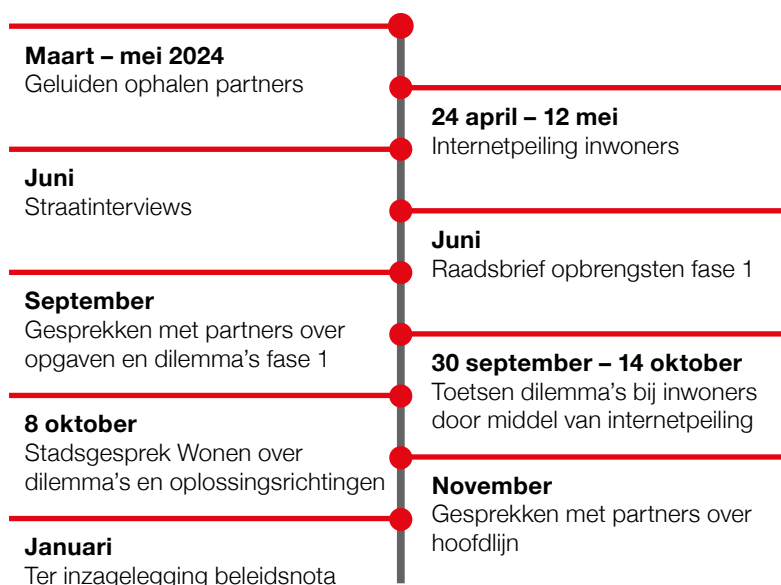 Maart – mei 2024
Geluiden ophalen partners
24 april – 12 mei
Internetpeiling inwoners
Juni
Straatinterviews
Juni
Raadsbrief opbrengsten fase 1
September
Gesprekken met partners over
opgaven en dilemma’s fase 1
30 september – 14 oktober
Toetsen dilemma’s bij inwoners
door middel van internetpeiling
8 oktober
Stadsgesprek Wonen over
dilemma’s en oplossingsrichtingen
November
Gesprekken met partners over
hoofdlijn
Januari
Ter inzagelegging beleidsnota